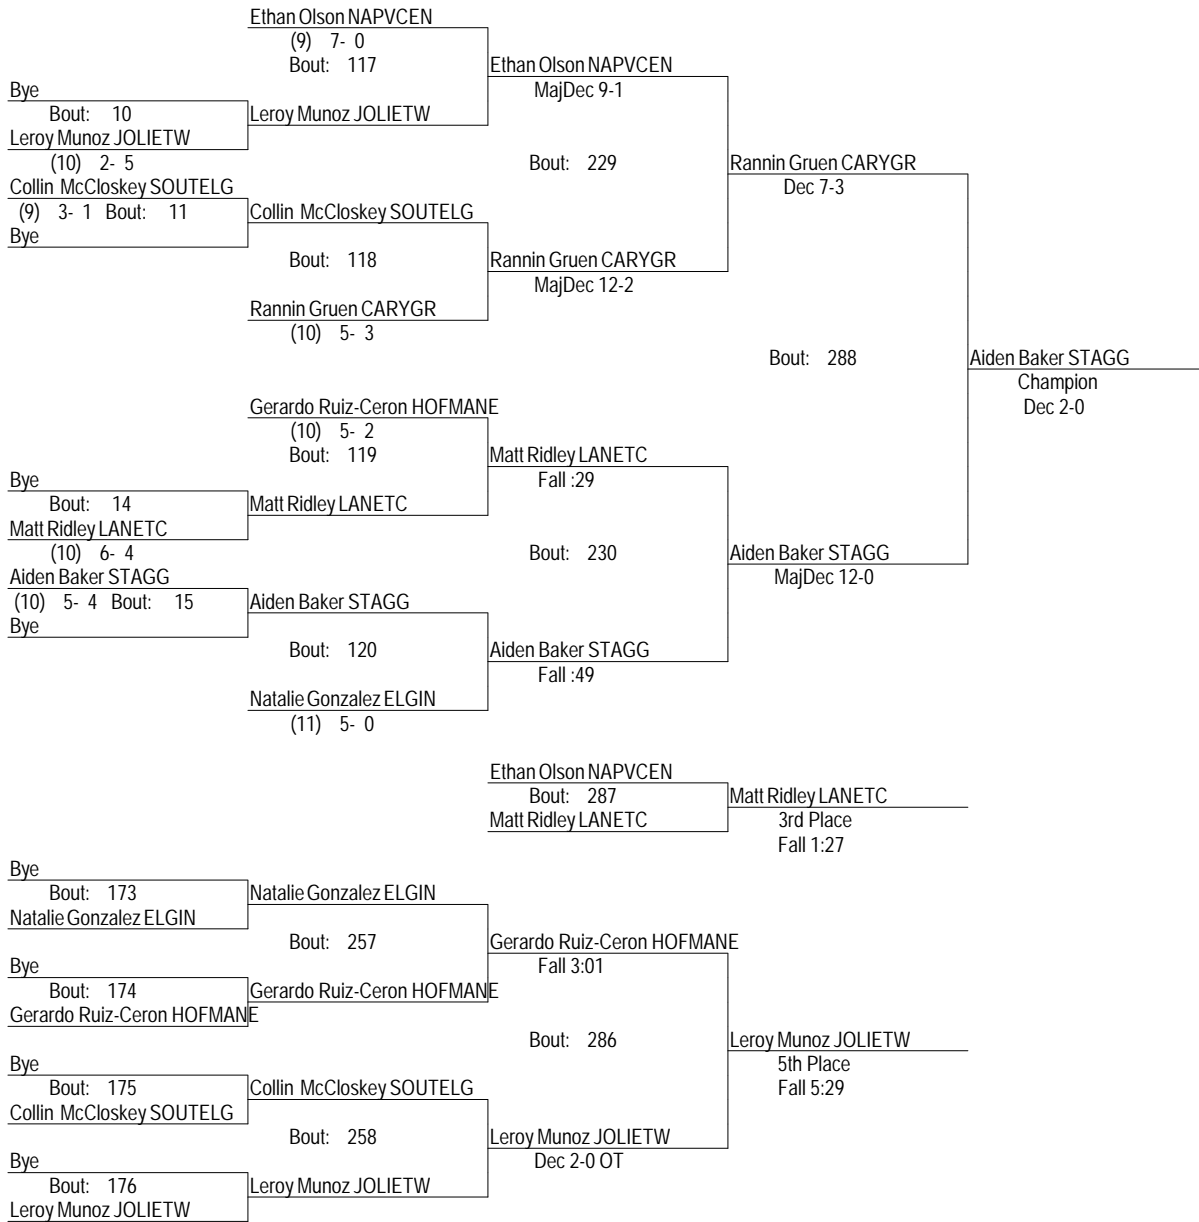 Ethan Olson NAPVCEN
(9) 7- 0
Bout: 117
Ethan Olson NAPVCEN
MajDec 9-1
Bye
Bout: 10
Leroy Munoz JOLIETW
Leroy Munoz JOLIETW
(10) 2- 5
Bout: 229
Rannin Gruen CARYGR
Dec 7-3
Collin McCloskey SOUTELG
(9) 3- 1 Bout: 11
Collin McCloskey SOUTELG
Bye
Bout: 118
Rannin Gruen CARYGR
MajDec 12-2
Rannin Gruen CARYGR
(10) 5- 3
Bout: 288
Aiden Baker STAGG
Champion
Dec 2-0
Gerardo Ruiz-Ceron HOFMANE
(10) 5- 2
Bout: 119
Matt Ridley LANETC
Fall :29
Bye
Bout: 14
Matt Ridley LANETC
Matt Ridley LANETC
(10) 6- 4
Bout: 230
Aiden Baker STAGG
MajDec 12-0
Aiden Baker STAGG
(10) 5- 4 Bout: 15
Aiden Baker STAGG
Bye
Bout: 120
Aiden Baker STAGG
Fall :49
Natalie Gonzalez ELGIN
(11) 5- 0
Ethan Olson NAPVCEN
Bout: 287
Matt Ridley LANETC
Matt Ridley LANETC
3rd Place
Fall 1:27
Bye
Bout: 173
Natalie Gonzalez ELGIN
Natalie Gonzalez ELGIN
Bout: 257
Gerardo Ruiz-Ceron HOFMANE
Fall 3:01
Bye
Bout: 174
Gerardo Ruiz-Ceron HOFMANE
Gerardo Ruiz-Ceron HOFMANE
Bout: 286
Leroy Munoz JOLIETW
5th Place
Fall 5:29
Bye
Bout: 175
Collin McCloskey SOUTELG
Collin McCloskey SOUTELG
Bout: 258
Leroy Munoz JOLIETW
Dec 2-0 OT
Bye
Bout: 176
Leroy Munoz JOLIETW
Leroy Munoz JOLIETW